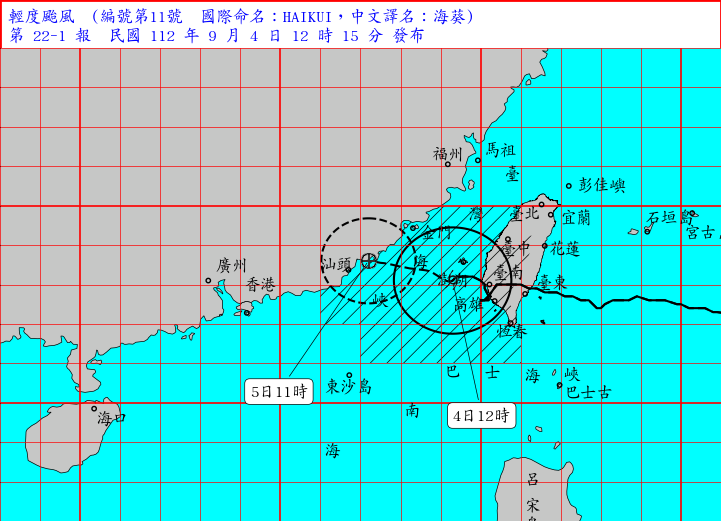 輕度颱風 (編號第11號 國際命名：HAIKUI，中文譯名：海葵)
第 22-1 報 民國 112 年 9 月 4 日 12 時 15 分 發布
福州
馬祖
臺
彭佳嶼
灣
臺北
宜蘭
石垣島
宮古島
金門
臺中
花蓮
海
汕頭
廣州
臺南
臺東
香港
峽
高雄
恆春
巴
士
海
峽
東沙島
5日11時
巴士古
南
4日12時
海口
海
呂
宋